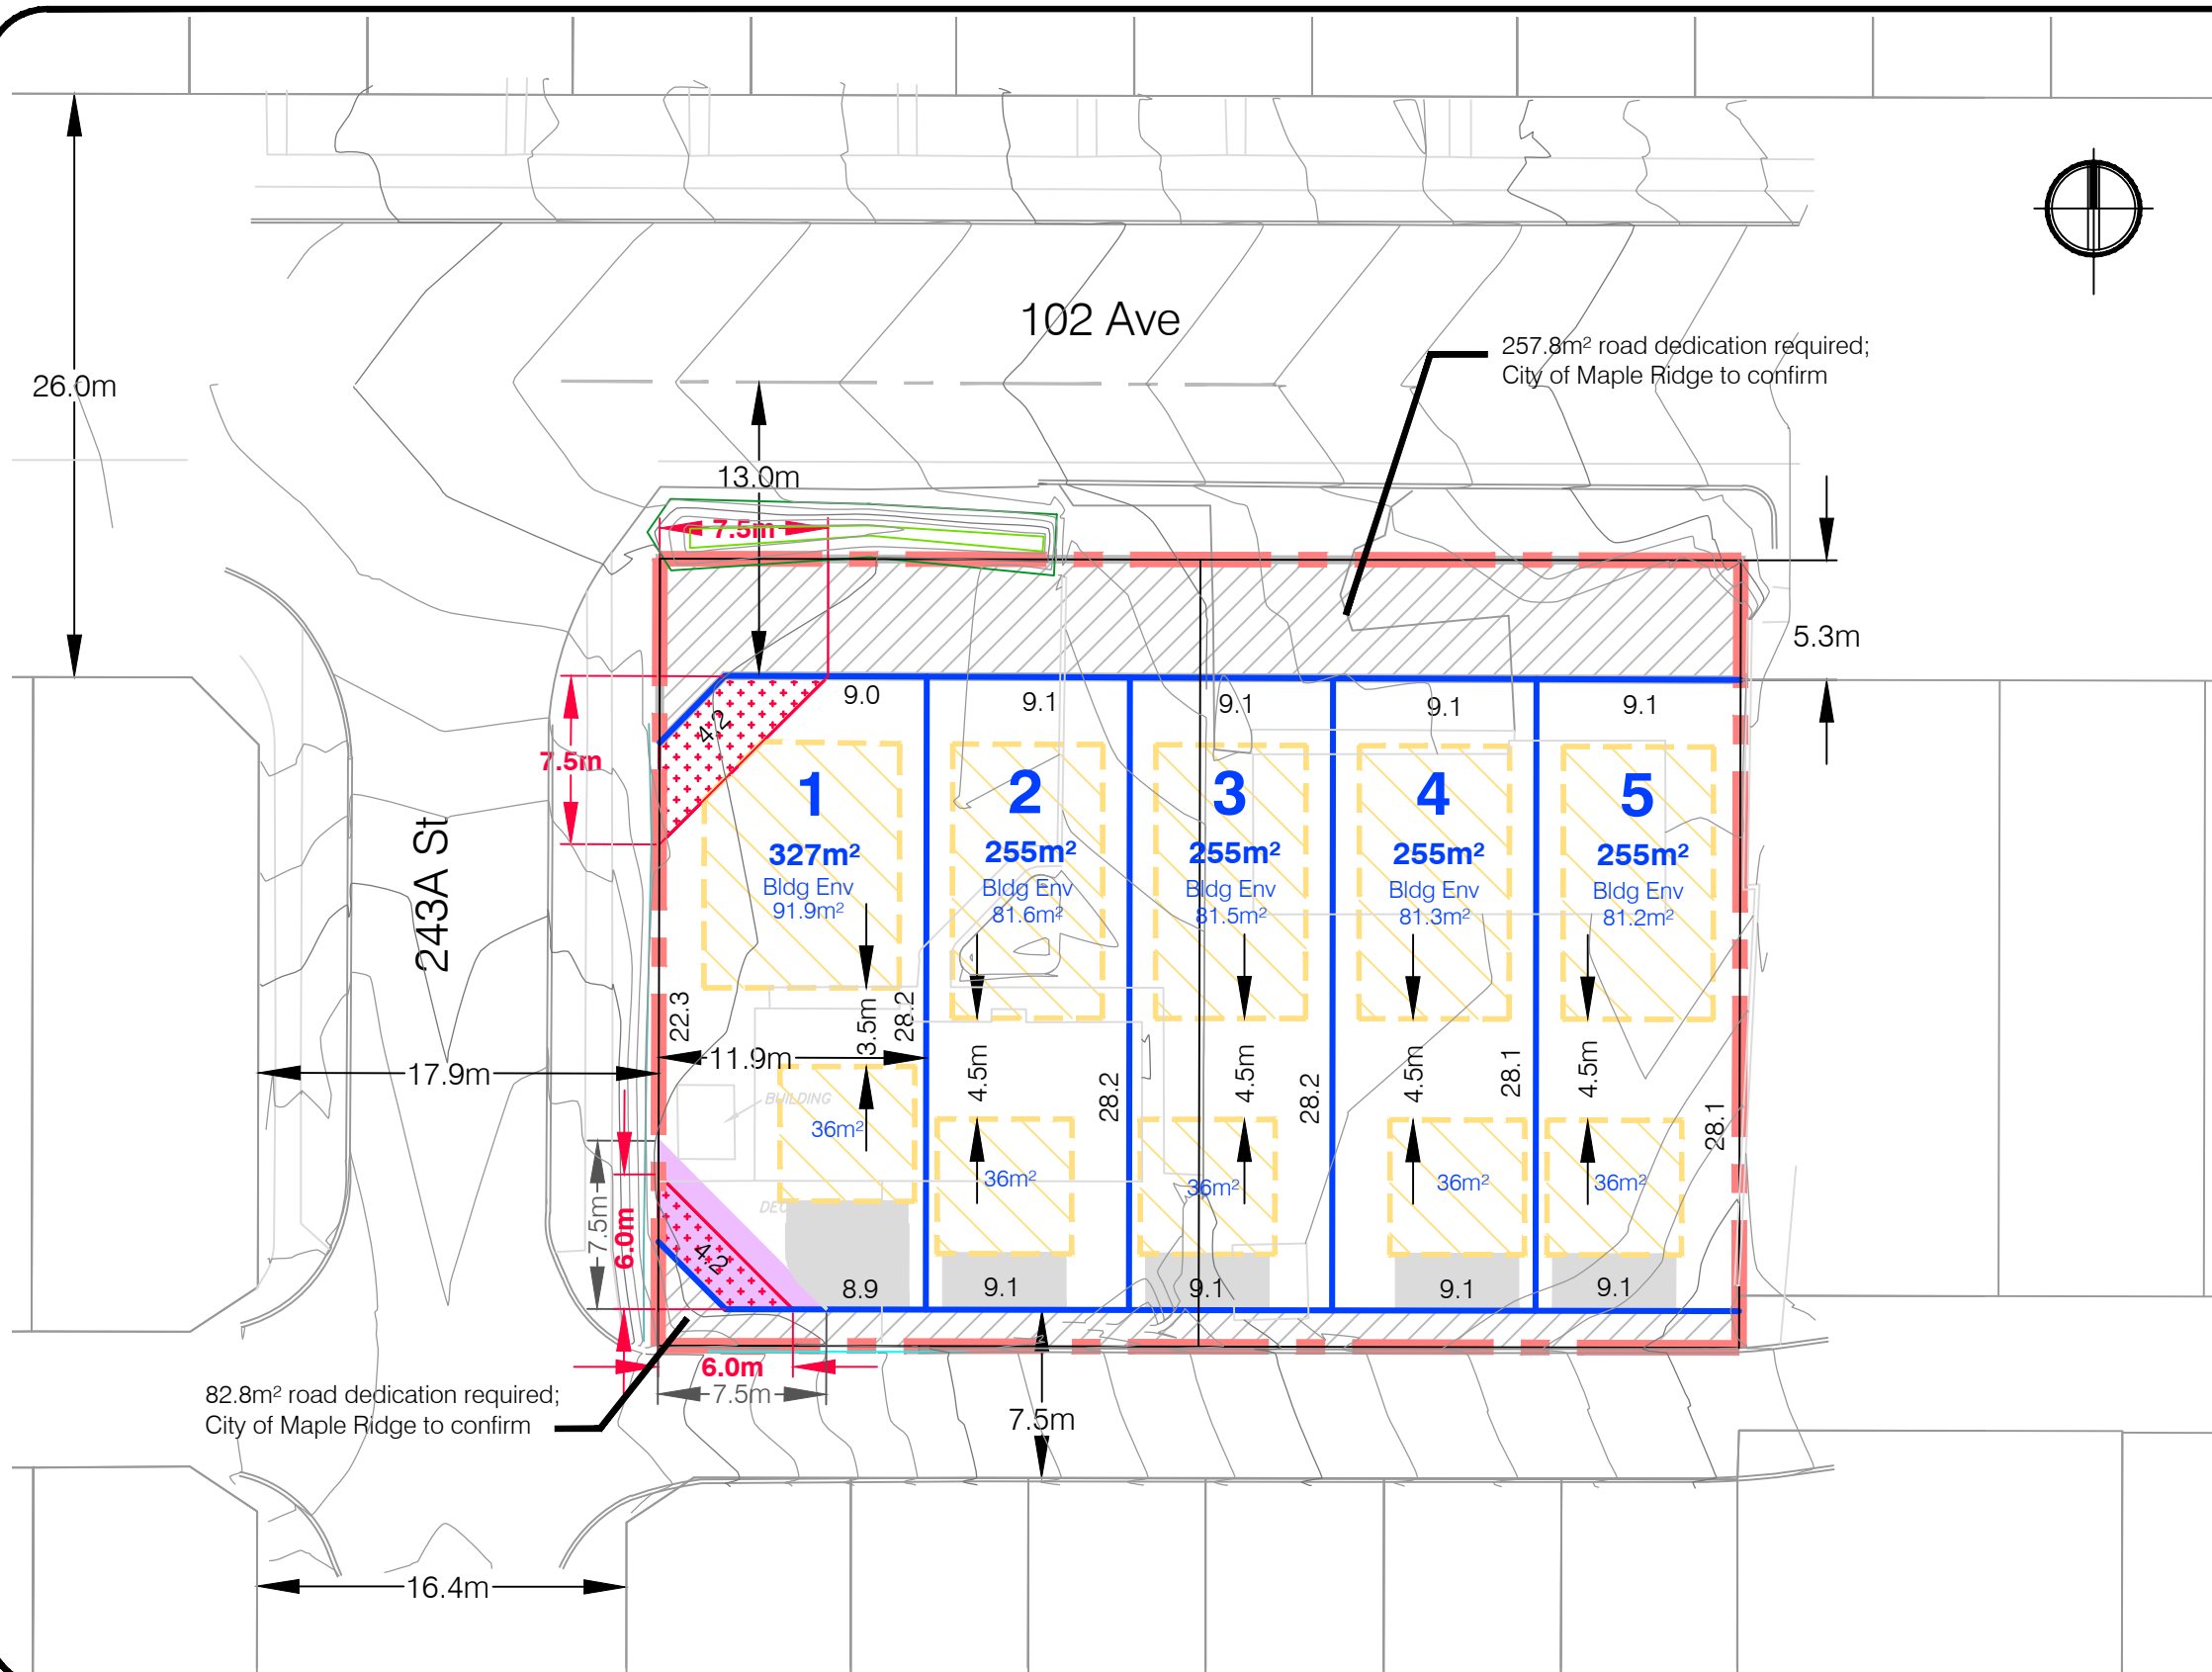 102 Ave
257.8m² road dedication required;
City of Maple Ridge to confirm
26.0m
13.0m
7.5m
5.3m
9.0
9.1
9.1
9.1
9.1
4.2
7.5m
1
2
3
4
5
327m²
255m²
255m²
255m²
255m²
Bldg Env
91.9m²
Bldg Env
81.6m²
Bldg Env
81.5m²
Bldg Env
81.3m²
Bldg Env
81.2m²
243A St
22.3
3.5m
28.2
11.9m
17.9m
4.5m
28.2
4.5m
28.2
4.5m
28.1
4.5m
28.1
BUILDING
36m²
36m²
36m²
36m²
36m²
7.5m
6.0m
4.2
8.9
9.1
9.1
9.1
9.1
6.0m
7.5m
82.8m² road dedication required;
City of Maple Ridge to confirm
7.5m
16.4m